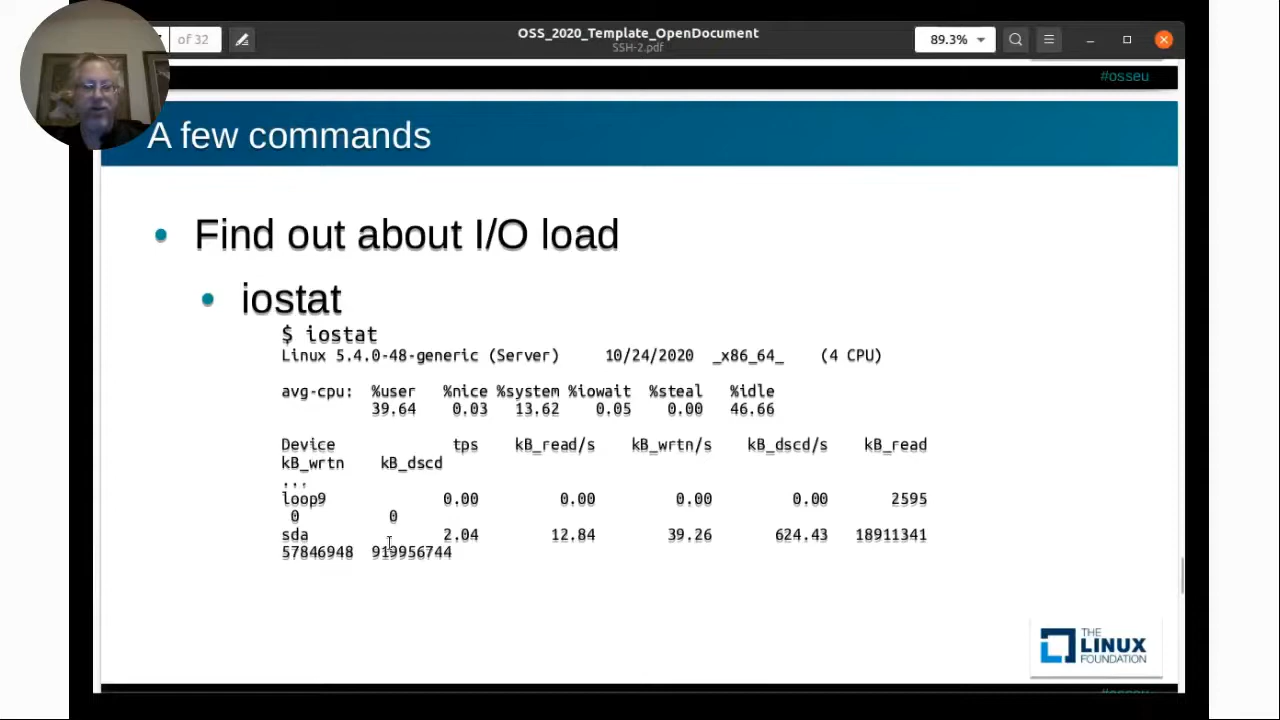 of 32
OSS_2020_Template_OpenDocument
SSH-2.pdf
89.3%
#osseu
A few commands
• Find out about I/O load
• iostat
$ iostat
Linux 5.4.0-48-generic (Server) 10/24/2020 _x86_64_ (4 CPU)
avg-cpu: %user %nice %system %iowait %steal %idle
39.64 0.03 13.62 0.05 0.00 46.66
Device tps kB_read/s kB_wrtn/s kB_dscd/s kB_read
kB_wrtn kB_dscd
...
loop9 0.00 0.00 0.00 0.00 2595
0 0
sda 2.04 12.84 39.26 624.43 18911341
57846948 919956744
THE
LINUX
FOUNDATION
#osseu